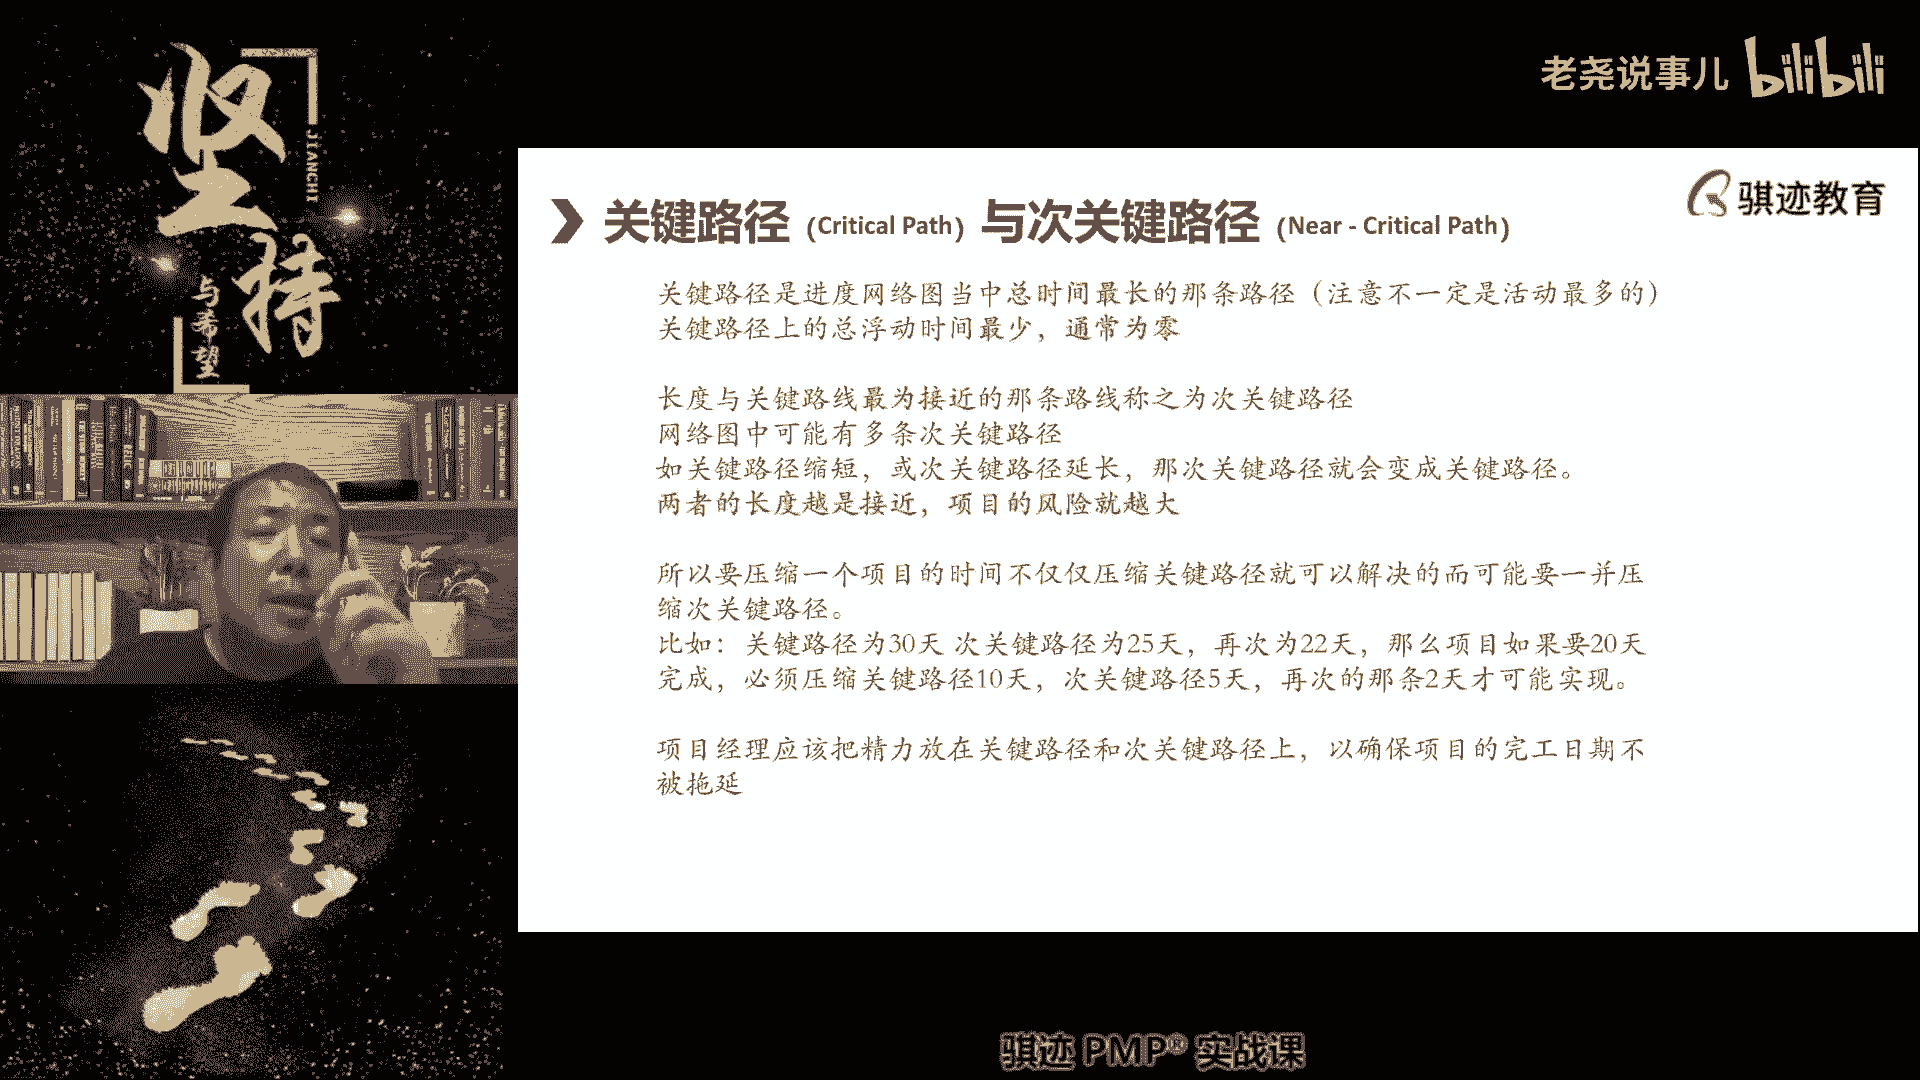 坚持
JIANCHI
与希望
老尧说事儿 bilibili
骐迹教育
关键路径 (Critical Path) 与次关键路径 (Near - Critical Path)
关键路径是进度网络图当中总时间最长的那条路径（注意不一定是活动最多的）
关键路径上的总浮动时间最少，通常为零
长度与关键路线最为接近的那条路线称之为次关键路径
网络图中可能有多条次关键路径
如关键路径缩短，或次关键路径延长，那次关键路径就会变成关键路径。
两者的长度越是接近，项目的风险就越大
所以要压缩一个项目的时间不仅仅压缩关键路径就可以解决的而可能要一并压
缩次关键路径。
比如：关键路径为30天 次关键路径为25天，再次为22天，那么项目如果要20天
完成，必须压缩关键路径10天，次关键路径5天，再次的那条2天才可能实现。
项目经理应该把精力放在关键路径和次关键路径上，以确保项目的完工日期不
被拖延
骐迹 PMP® 实战课